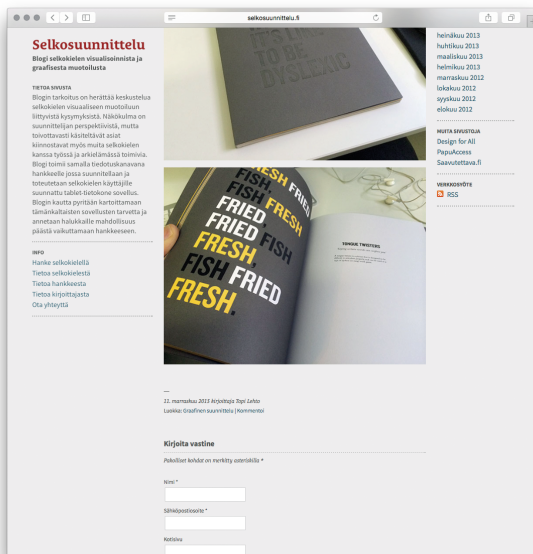 selkosuunnittelu.fi
Selkosuunnittelu
Blogi selkokielen visualisoinnista ja
graafisesta muotoilusta
TIETOA SIVUSTA
Blogin tarkoitus on herättää keskustelua
selkokielen visuaaliseen muotoiluun
liittyvistä kysymyksistä. Näkökulma on
suunnittelijan perspektiivistä, mutta
toivottavasti käsiteltävät asiat
kiinnostavat myös muita selkokielen
kanssa työssä ja arkielämässä toimivia.
Blogi toimii samalla tiedotuskanavana
hankkeelle jossa suunnitellaan ja
toteutetaan selkokielen käyttäjille
suunnattu tablet-tietokone sovellus.
Blogin kautta pyritään kartoittamaan
tämänkaltaisten sovellusten tarvetta ja
annetaan halukkaille mahdollisuus
päästä vaikuttamaan hankkeeseen.
INFO
Hanke selkokielellä
Tietoa selkokielestä
Tietoa hankkeesta
Tietoa kirjoittajasta
Ota yhteyttä
TO BE
DYSLEXIC
FRESH FRIED
FISH,
FISH FRESH
FRIED,
FRIED FISH
FRESH,
FISH FRIED
FRESH.
TONGUE TWISTERS
—
11. marraskuu 2013 kirjoittaja Tapi Lehto
Luokka: Graafinen suunnittelu | Kommentoi
Kirjoita vastine
Pakolliset kohdat on merkitty asteriskilla *
Nimi *
Sähköpostiosoite *
Kotisivu
heinäkuu 2013
huhtikuu 2013
maaliskuu 2013
helmikuu 2013
marraskuu 2012
lokakuu 2012
syyskuu 2012
elokuu 2012
MUITA SIVUSTOJA
Design for All
PapuAccess
Saavutettava.fi
VERKKOSYÖTE
RSS